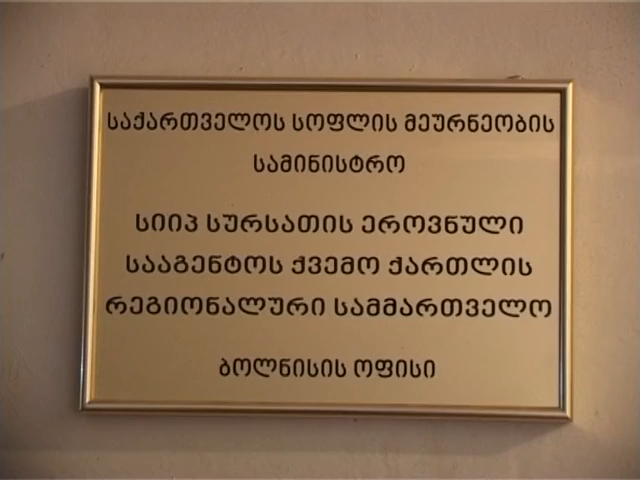 საქართველოს სოფლის მეურნეობის
სამინისტრო
სიიპ სურსათის ეროვნული
სააგენტოს ქვემო ქართლის
რეგიონალური სამმართველო
ბოლნისის ოფისი